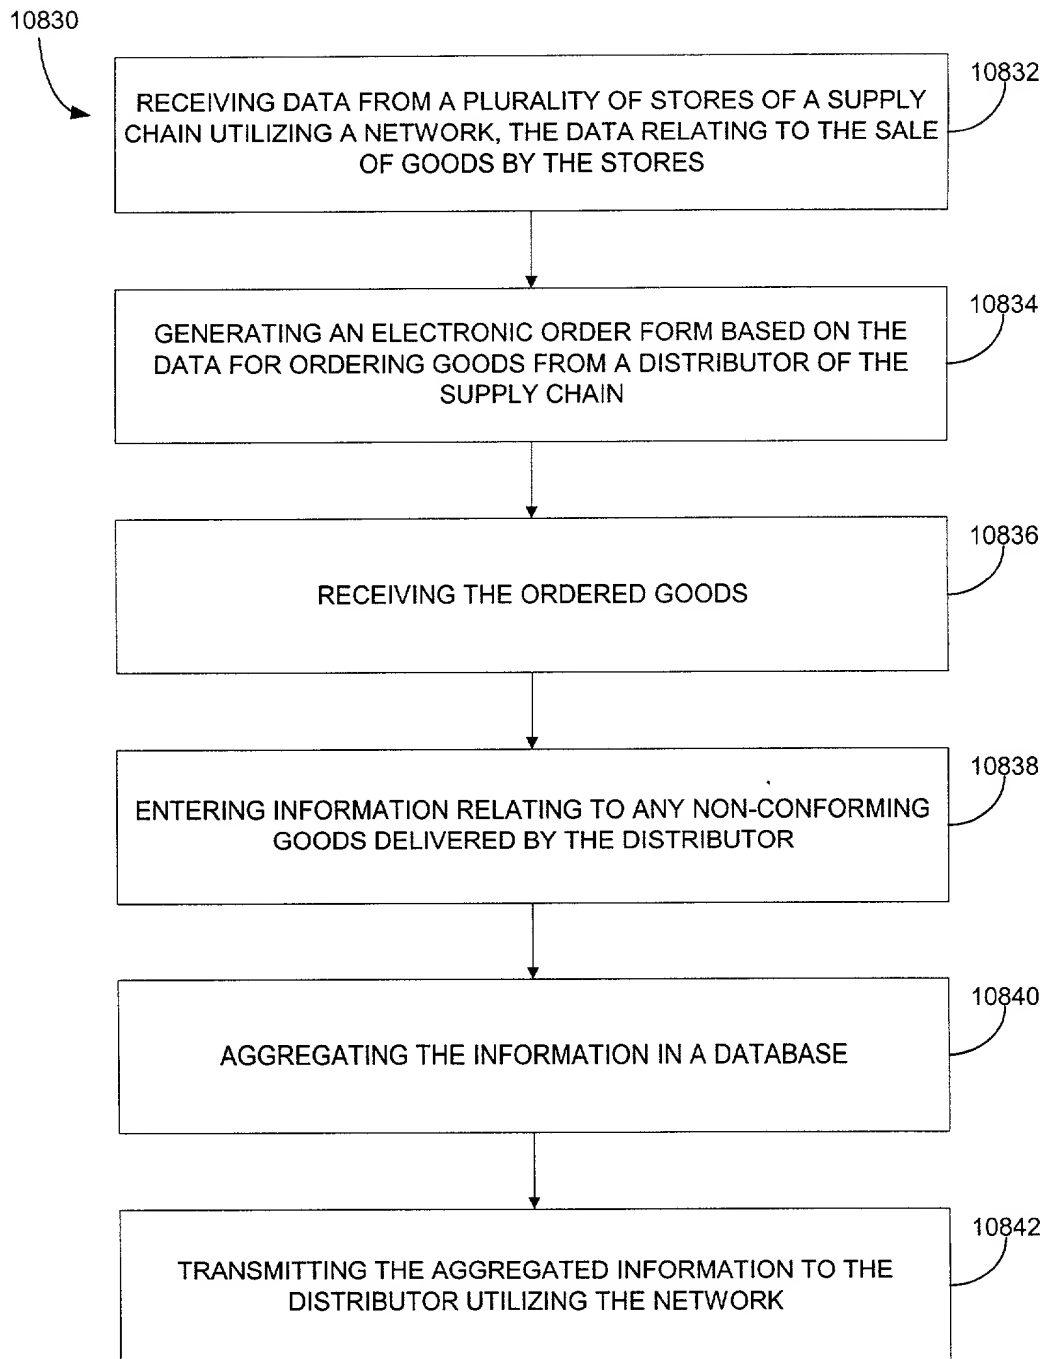 10830
10832
RECEIVING DATA FROM A PLURALITY OF STORES OF A SUPPLY
CHAIN UTILIZING A NETWORK, THE DATA RELATING TO THE SALE
OF GOODS BY THE STORES
10834
GENERATING AN ELECTRONIC ORDER FORM BASED ON THE
DATA FOR ORDERING GOODS FROM A DISTRIBUTOR OF THE
SUPPLY CHAIN
10836
RECEIVING THE ORDERED GOODS
10838
ENTERING INFORMATION RELATING TO ANY NON-CONFORMING
GOODS DELIVERED BY THE DISTRIBUTOR
10840
AGGREGATING THE INFORMATION IN A DATABASE
10842
TRANSMITTING THE AGGREGATED INFORMATION TO THE
DISTRIBUTOR UTILIZING THE NETWORK